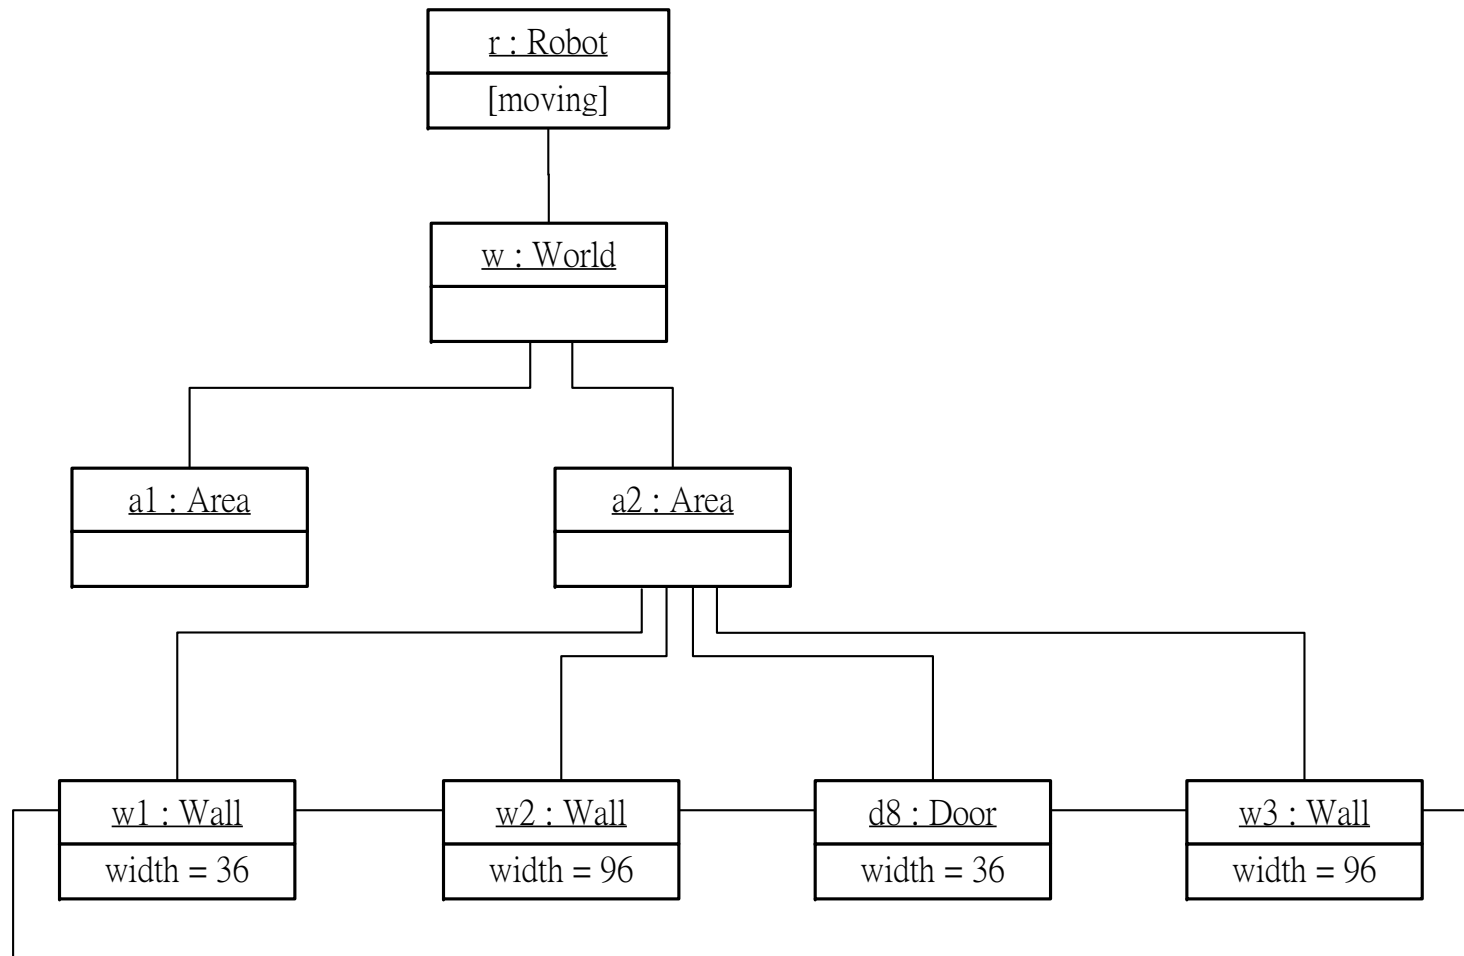 r : Robot
[moving]
w : World
a1 : Area
a2 : Area
w1 : Wall
width = 36
w2 : Wall
width = 96
d8 : Door
width = 36
w3 : Wall
width = 96